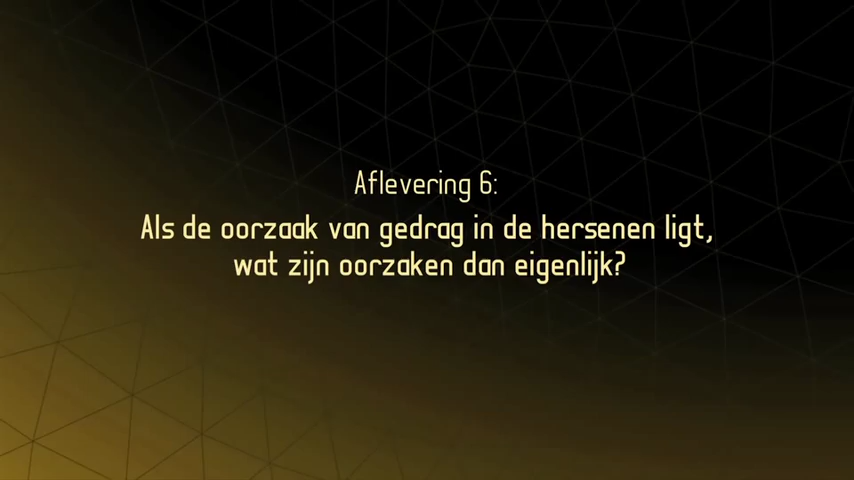 Aflevering 6:
Als de oorzaak van gedrag in de hersenen ligt,
wat zijn oorzaken dan eigenlijk?